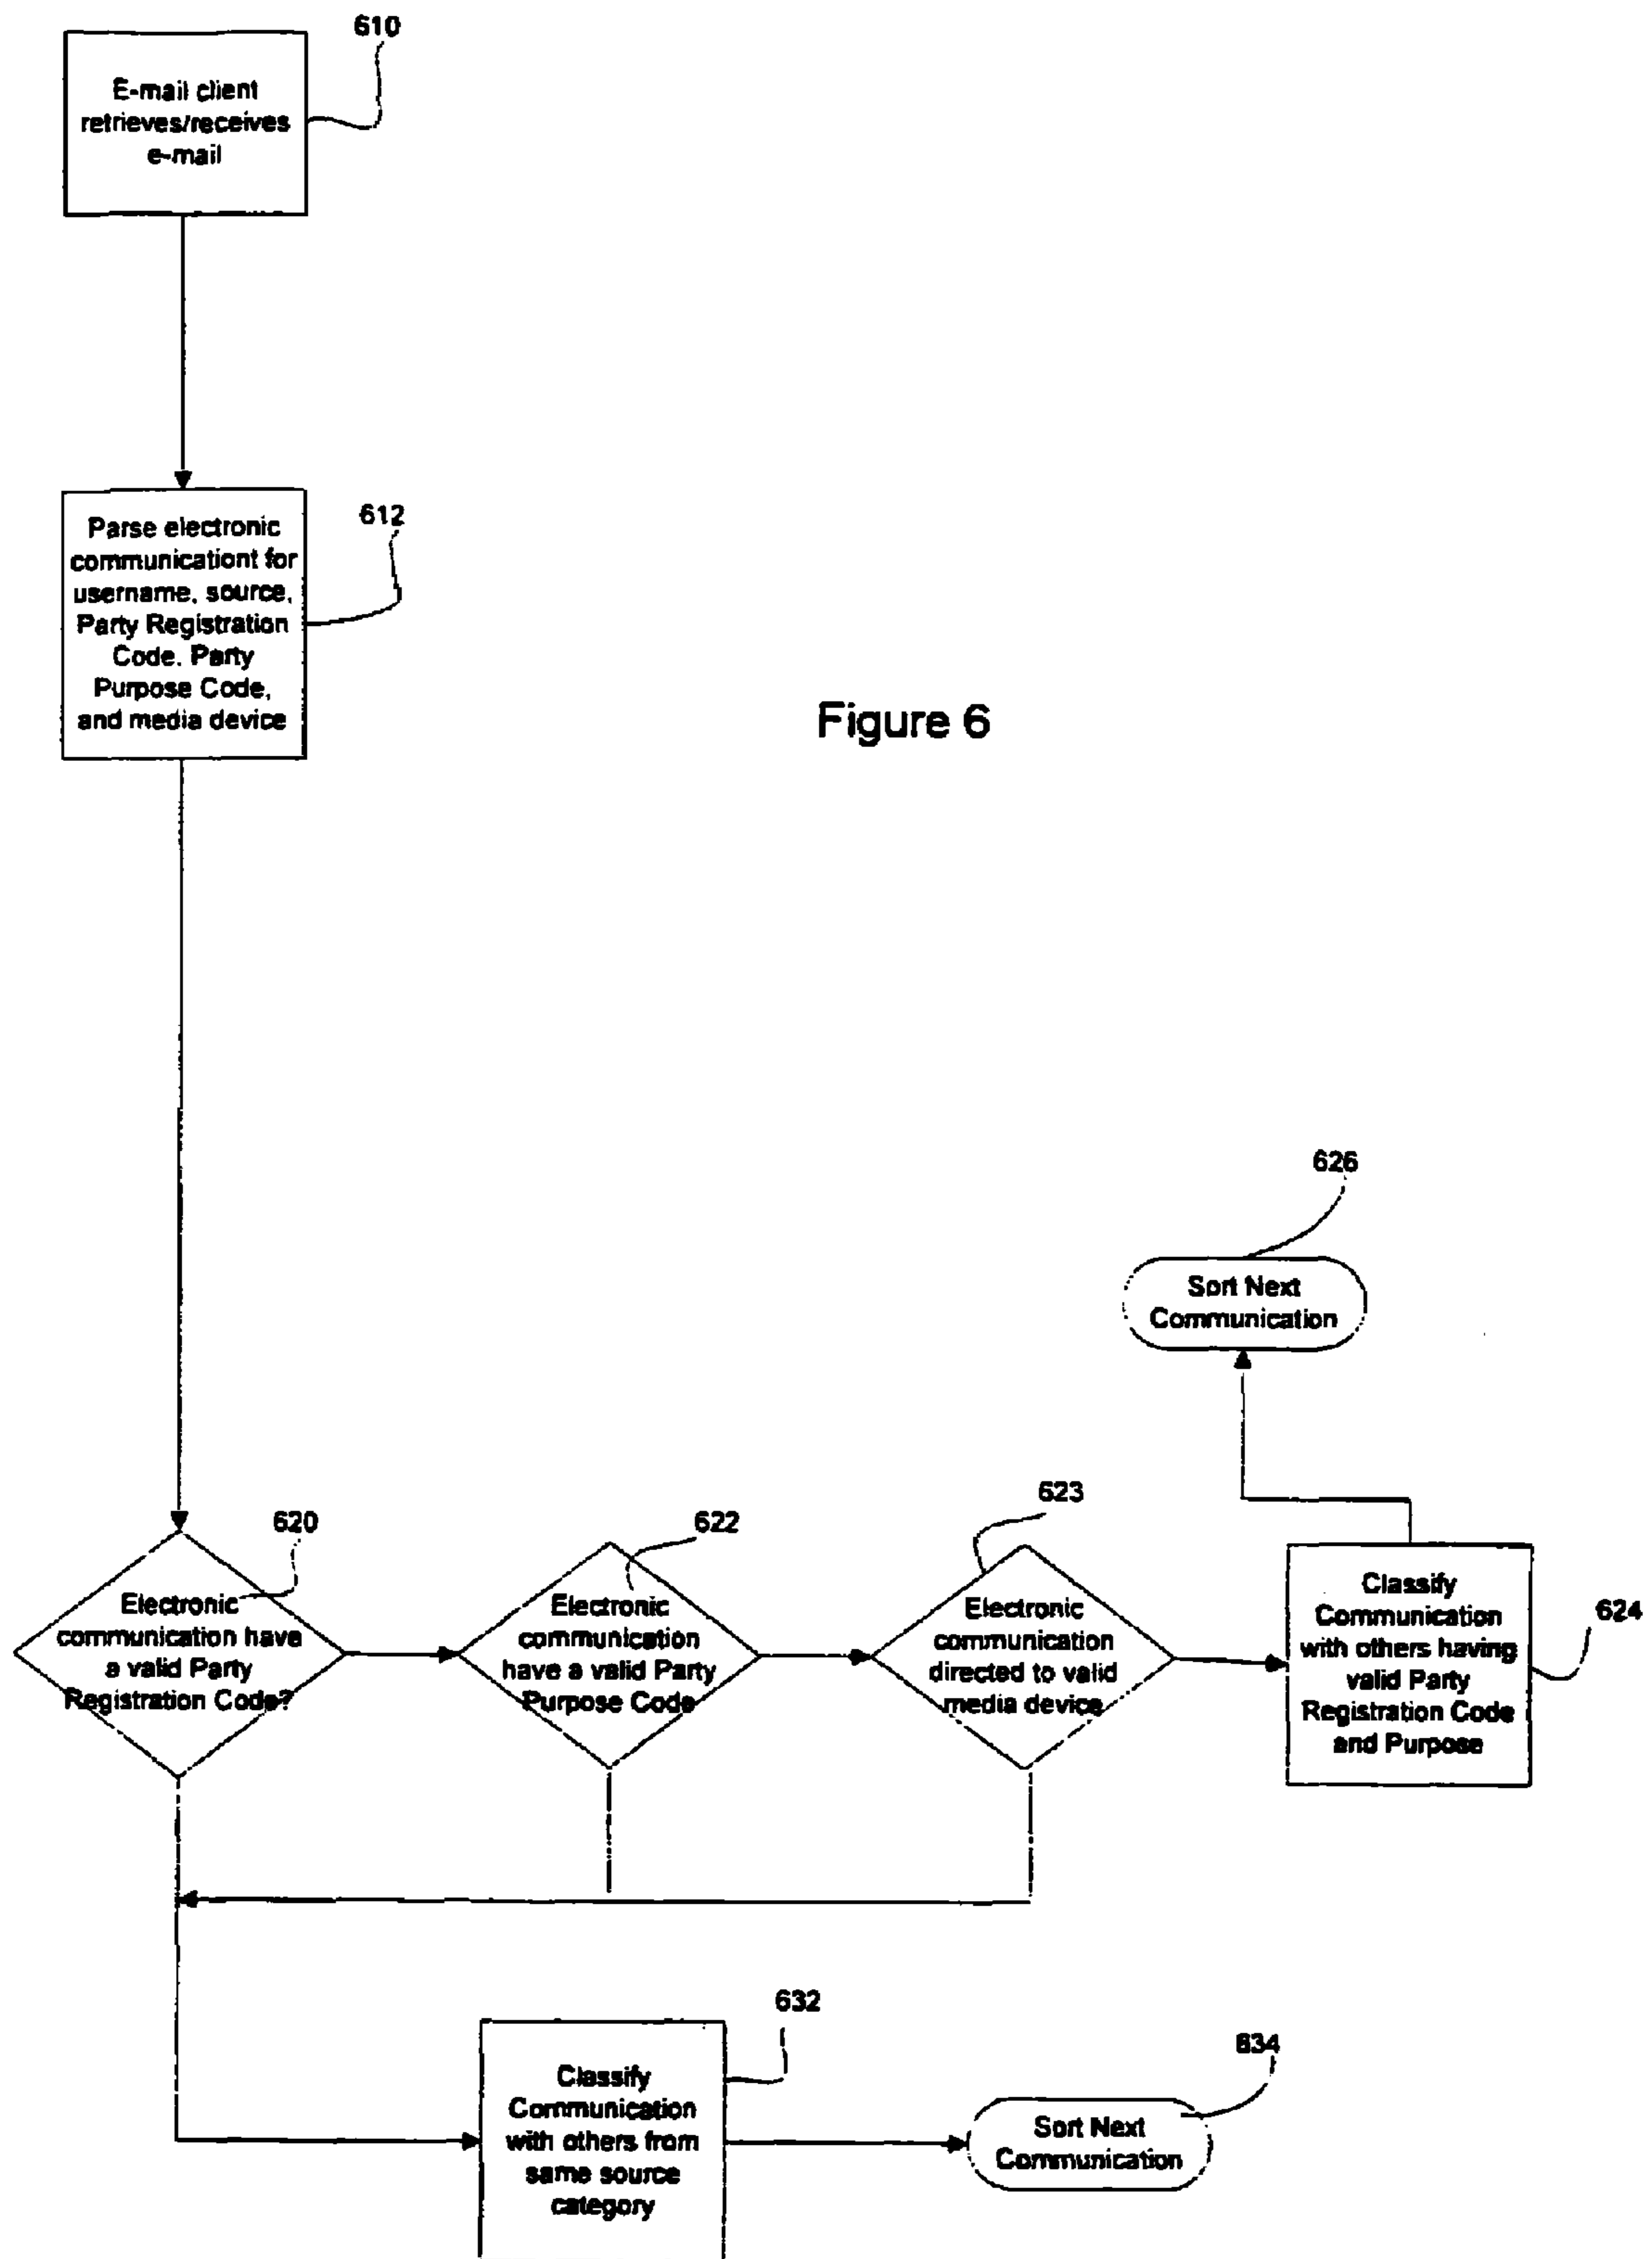 610
E-mail client
retrieves/receives
e-mail
612
Parse electronic
communicationt for
username, source,
Party Registration
Code, Party
Purpose Code,
and media device
Figure 6
626
Sort Next
Communication
620
Electronic
communication have
a valid Party
Registration Code?
622
Electronic
communication
have a valid Party
Purpose Code
623
Electronic
communication
directed to valid
media device
624
Classify
Communication
with others having
valid Party
Registration Code
and Purpose
632
Classify
Communication
with others from
same source
category
634
Sort Next
Communication